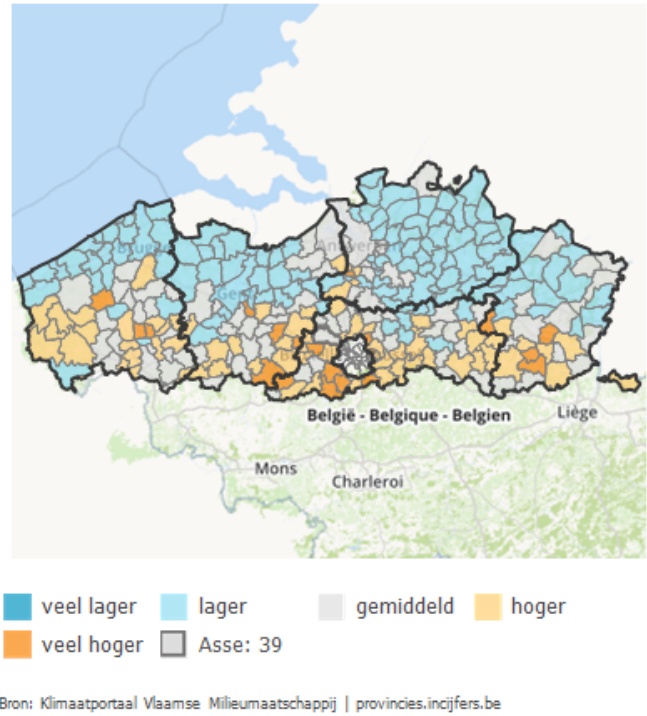 België - Belgique - Belgien
Liège
Mons
Charleroi
veel lager
lager
gemiddeld
hoger
veel hoger
Asse: 39
Bron: Klimaatportaal Vlaamse Milieumaatschappij | provincies.incijfers.be